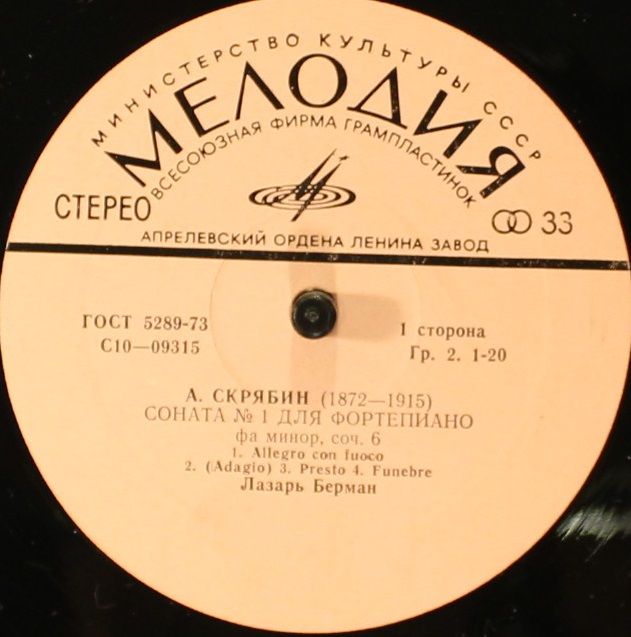 МИНИСТЕРСТВО КУЛЬТУРЫ СССР
МЕЛОДИЯ
ВСЕСОЮЗНАЯ ФИРМА ГРАМПЛАСТИНОК
СТЕРЕО
33
АПРЕЛЕВСКИЙ ОРДЕНА ЛЕНИНА ЗАВОД
ГОСТ 5289-73
1 сторона
С10—09315
Гр. 2. 1-20
А. СКРЯБИН (1872—1915)
СОНАТА № 1 ДЛЯ ФОРТЕПИАНО
фа минор, соч. 6
1. Allegro con fuoco
2. (Adagio) 3. Presto 4. Funebre
Лазарь Берман